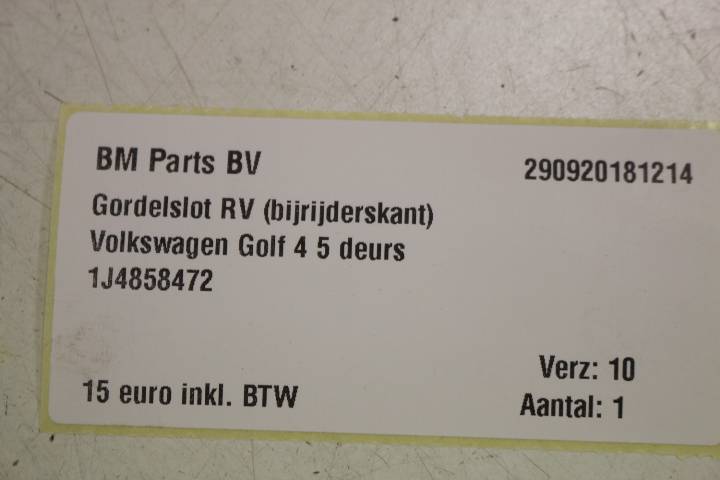 BM Parts BV 290920181214
Gordelslot RV (bijrijderskant)
Volkswagen Golf 4 5 deurs
1J4858472
Verz: 10
15 euro inkl. BTW Aantal: 1